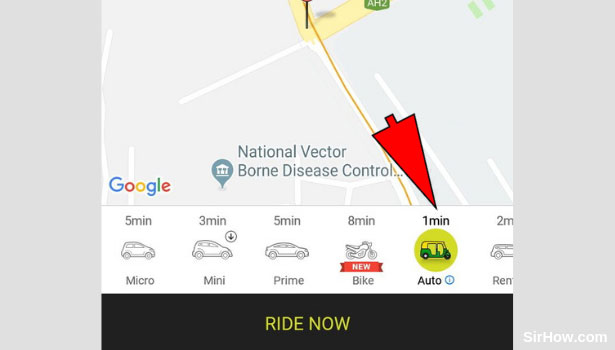 AH2
National Vector
Borne Disease Control...
Google
5min 3min 5min 8min 1min 2m
NEW
Micro Mini Prime Bike Auto Ren
RIDE NOW
SirHow.com